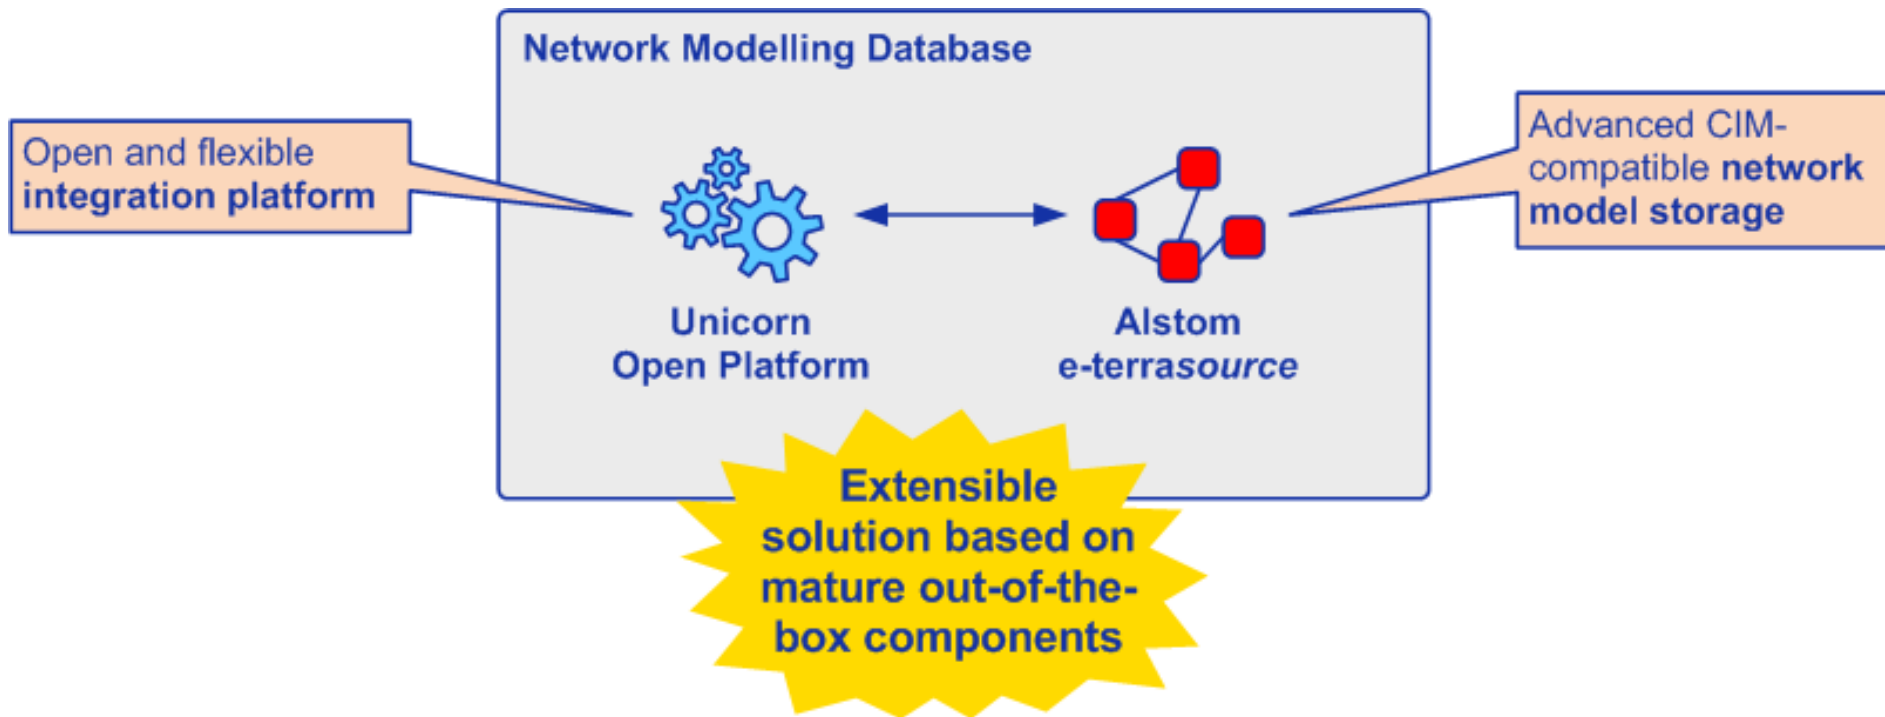 Network Modelling Database
Open and flexible
integration platform
Advanced CIM-
compatible network
model storage
Unicorn
Open Platform
Alstom
e-terrasource
Extensible
solution based on
mature out-of-the-
box components